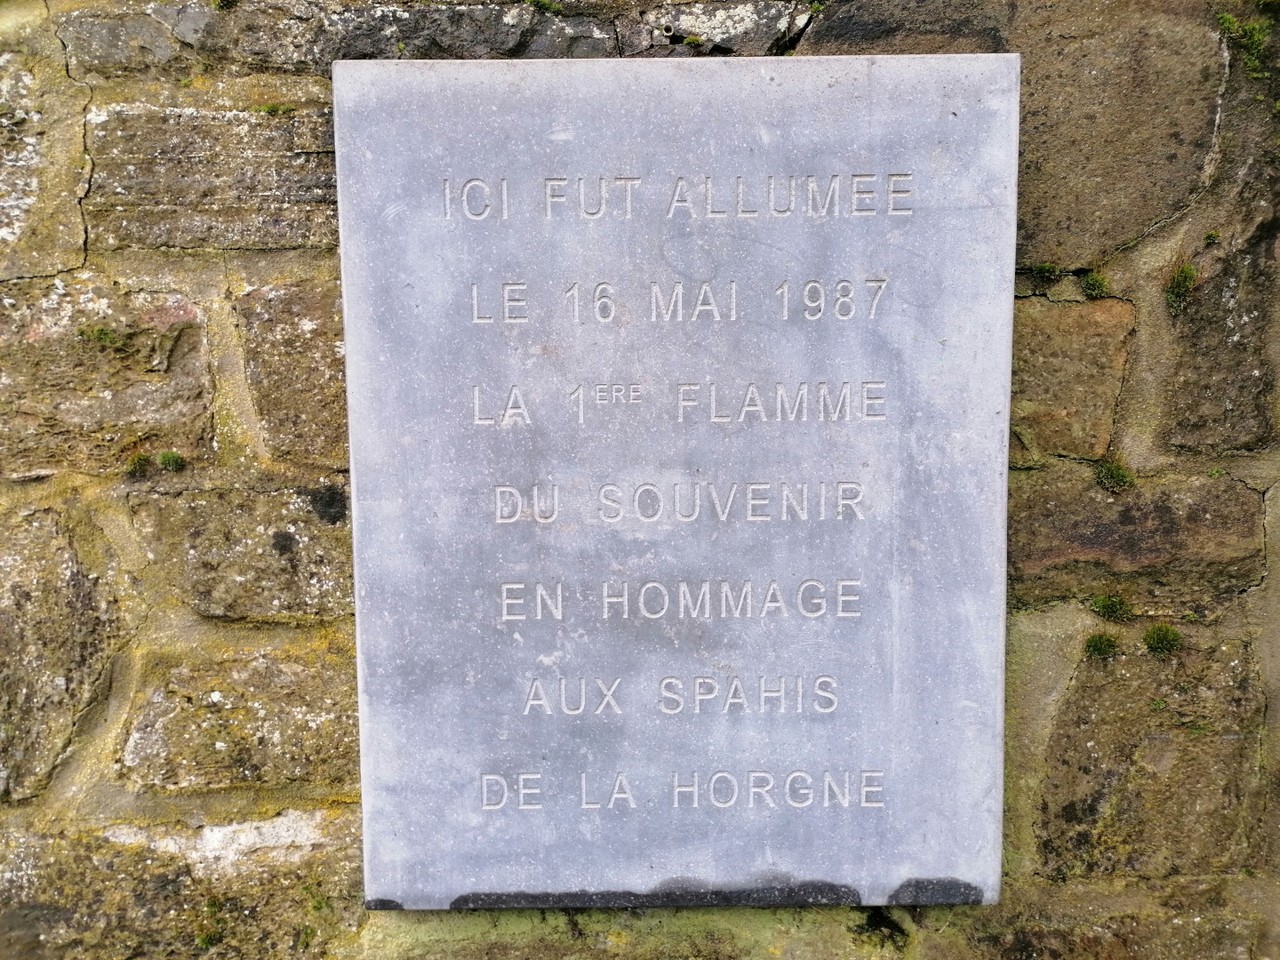 ICI FUT ALLUMEE
LE 16 MAI 1987
LA 1ERE FLAMME
DU SOUVENIR
EN HOMMAGE
AUX SPAHIS
DE LA HORGNE